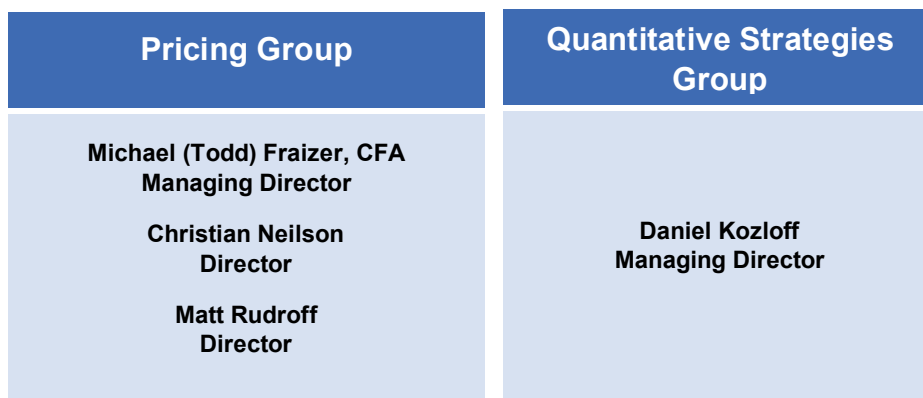 Pricing Group
Michael (Todd) Fraizer, CFA
Managing Director
Christian Neilson
Director
Matt Rudroff
Director
Quantitative Strategies
Group
Daniel Kozloff
Managing Director